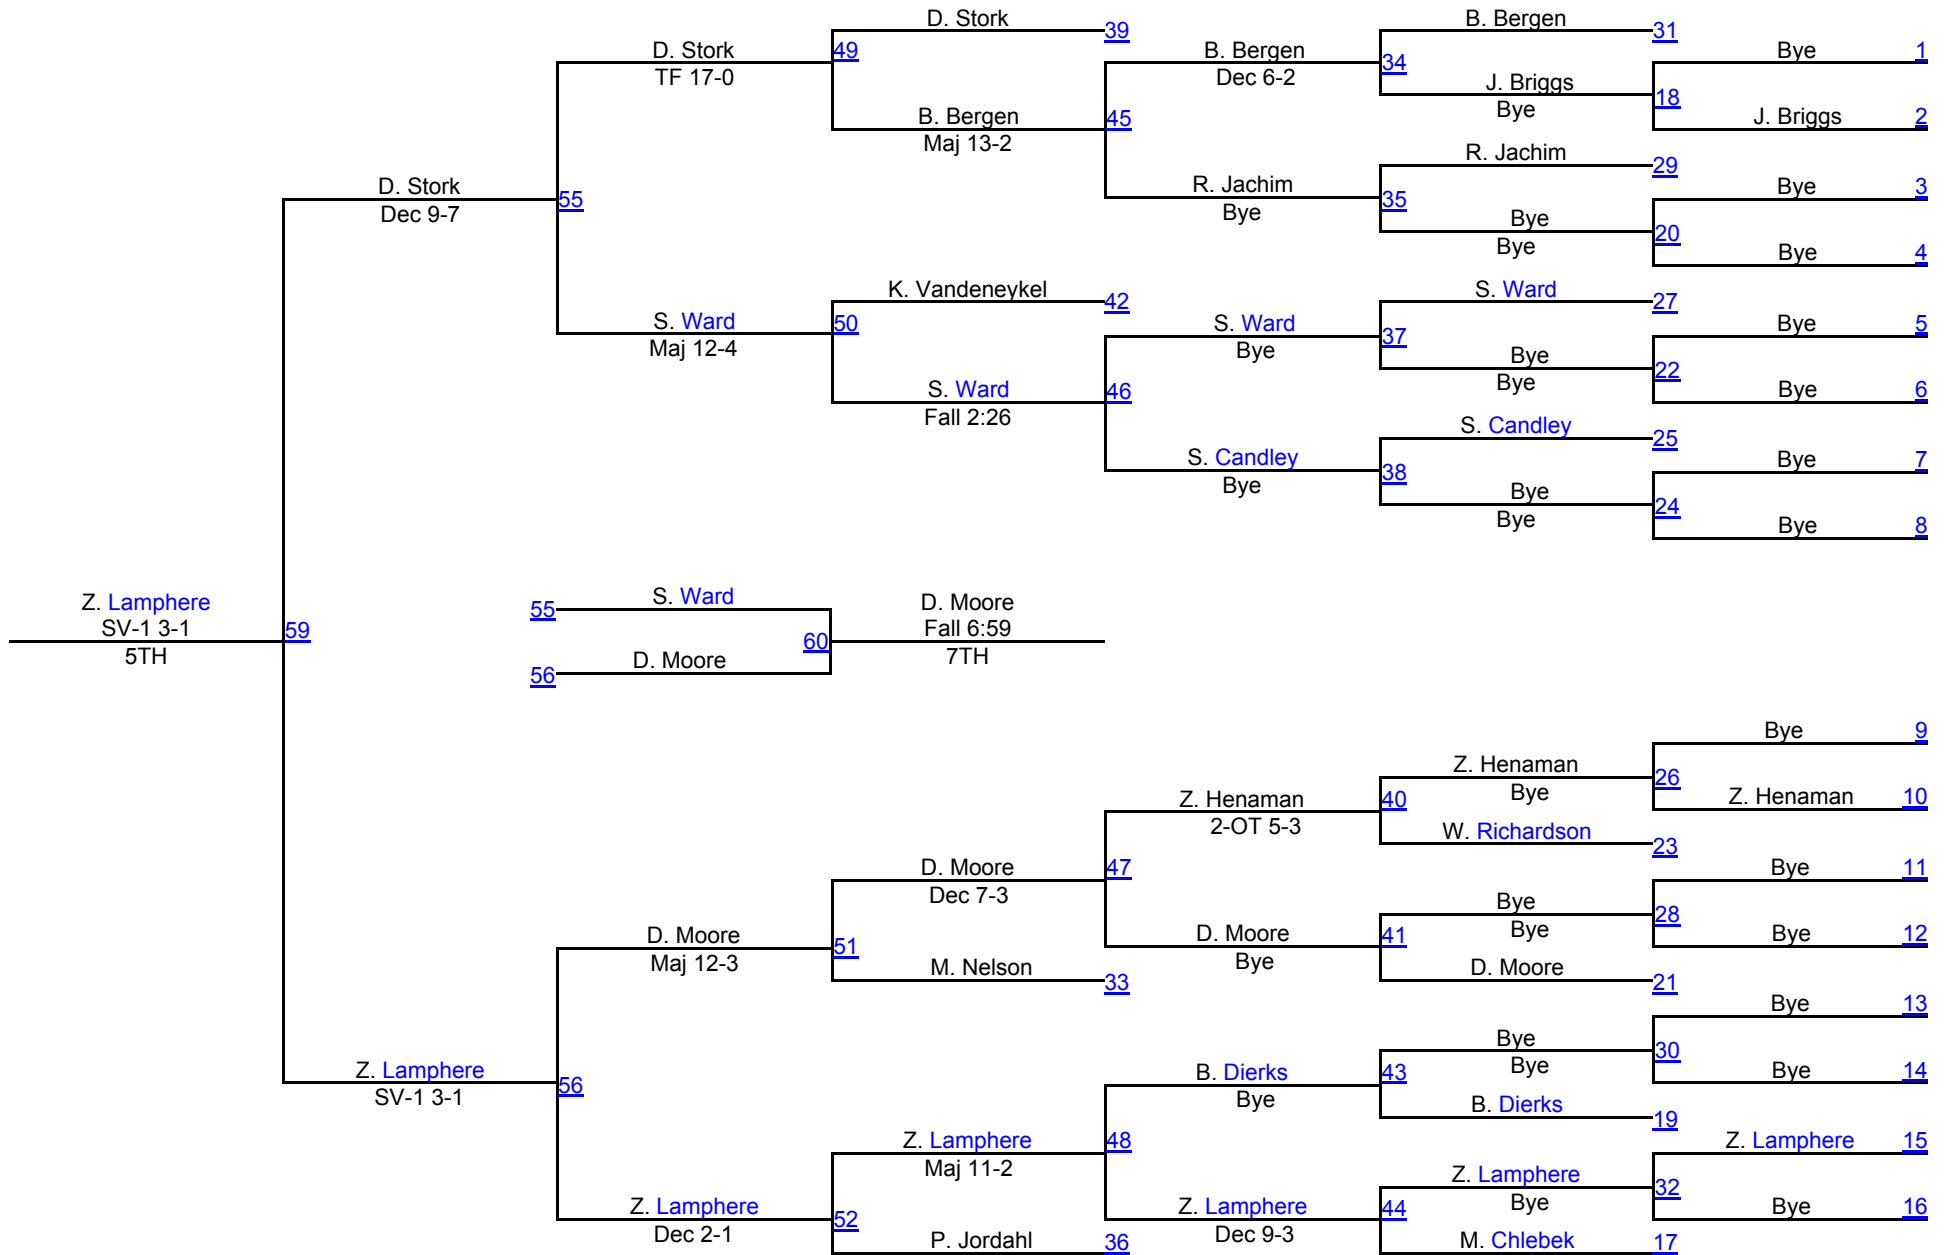 D. Stork
39
B. Bergen
31
D. Stork
49
TF 17-0
B. Bergen
34
Dec 6-2
Bye
1
J. Briggs
18
Bye
B. Bergen
45
Maj 13-2
J. Briggs
2
R. Jachim
29
D. Stork
55
Dec 9-7
R. Jachim
35
Bye
Bye
3
Bye
20
Bye
4
K. Vandeneykel
42
S. Ward
27
S. Ward
50
Maj 12-4
S. Ward
37
Bye
Bye
5
Bye
22
Bye
S. Ward
46
Fall 2:26
Bye
6
S. Candley
25
S. Candley
38
Bye
Bye
7
Bye
24
Bye
Bye
8
Z. Lamphere
59
SV-1 3-1
5TH
55
S. Ward
60
D. Moore
Fall 6:59
7TH
56
D. Moore
Bye
9
Z. Henaman
26
Bye
Z. Henaman
40
2-OT 5-3
Z. Henaman
10
W. Richardson
23
D. Moore
47
Dec 7-3
Bye
11
Bye
28
Bye
D. Moore
51
Maj 12-3
D. Moore
41
Bye
Bye
12
M. Nelson
33
D. Moore
21
Bye
13
Bye
30
Bye
Z. Lamphere
56
SV-1 3-1
B. Dierks
43
Bye
Bye
14
B. Dierks
19
Z. Lamphere
48
Maj 11-2
Z. Lamphere
15
Z. Lamphere
32
Bye
Z. Lamphere
52
Dec 2-1
Z. Lamphere
44
Dec 9-3
Bye
16
P. Jordahl
36
M. Chlebek
17